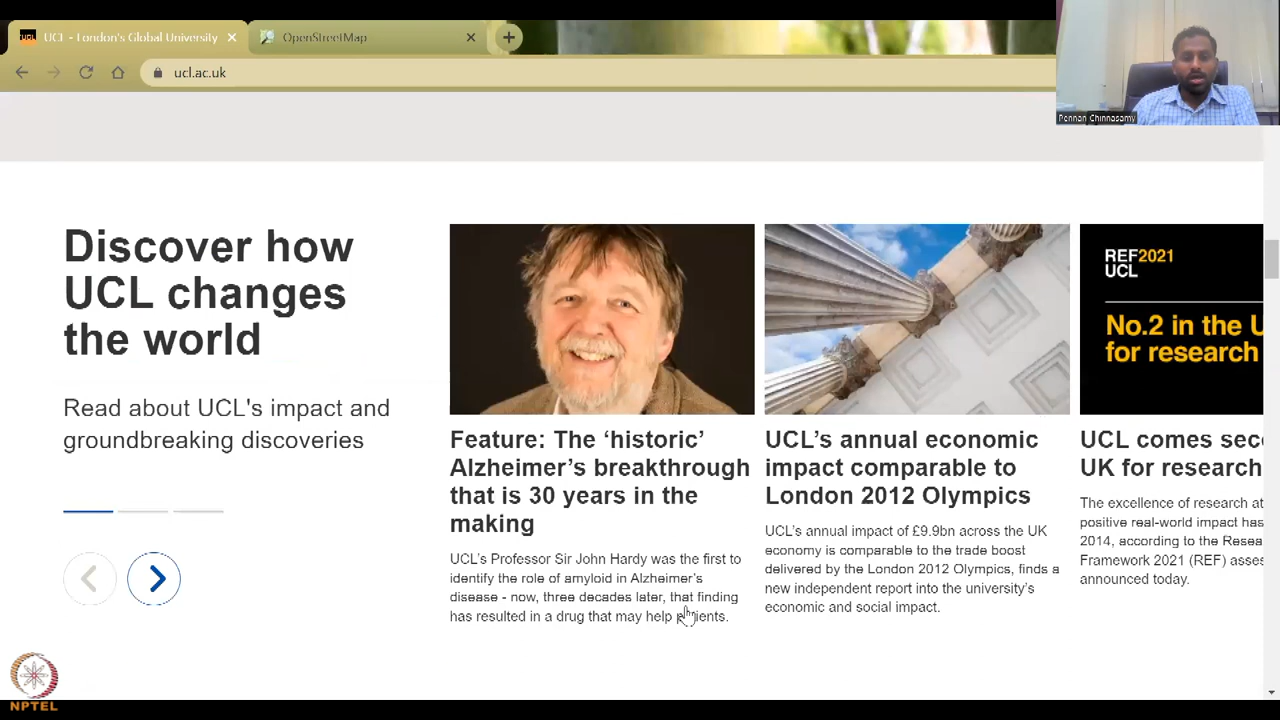 UCL - London's Global University
OpenStreetMap
ucl.ac.uk
Pennan Chinnasamy
Discover how
UCL changes
the world
Read about UCL's impact and
groundbreaking discoveries
REF2021
UCL
No.2 in the U
for research
Feature: The ‘historic’
Alzheimer’s breakthrough
that is 30 years in the
making
UCL’s Professor Sir John Hardy was the first to
identify the role of amyloid in Alzheimer’s
disease - now, three decades later, that finding
has resulted in a drug that may help patients.
UCL’s annual economic
impact comparable to
London 2012 Olympics
UCL’s annual impact of £9.9bn across the UK
economy is comparable to the trade boost
delivered by the London 2012 Olympics, finds a
new independent report into the university’s
economic and social impact.
UCL comes seco
UK for research
The excellence of research at
positive real-world impact has
2014, according to the Resea
Framework 2021 (REF) asses
announced today.
NPTEL